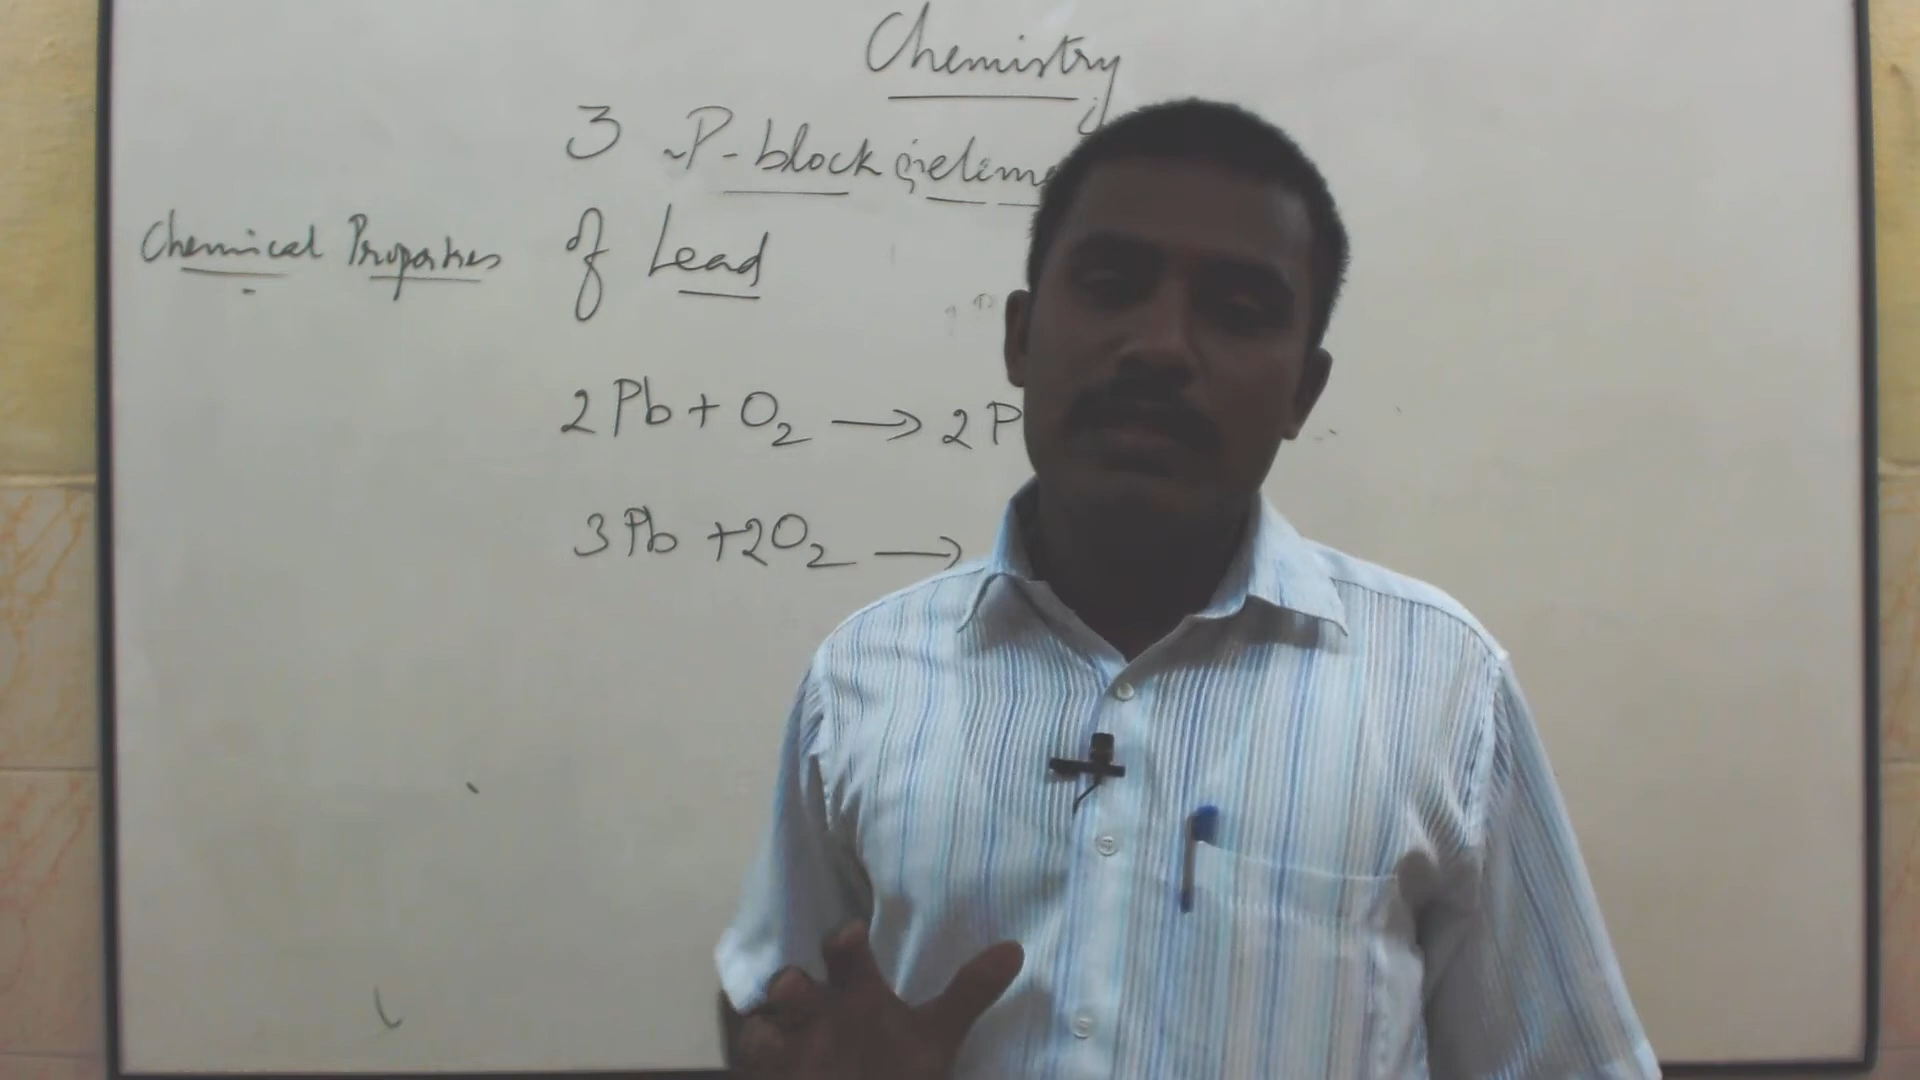 Chemistry
3 P-block
Chemical Properties of Lead
2Pb + O₂ → 2P
3Pb + 2O₂ →